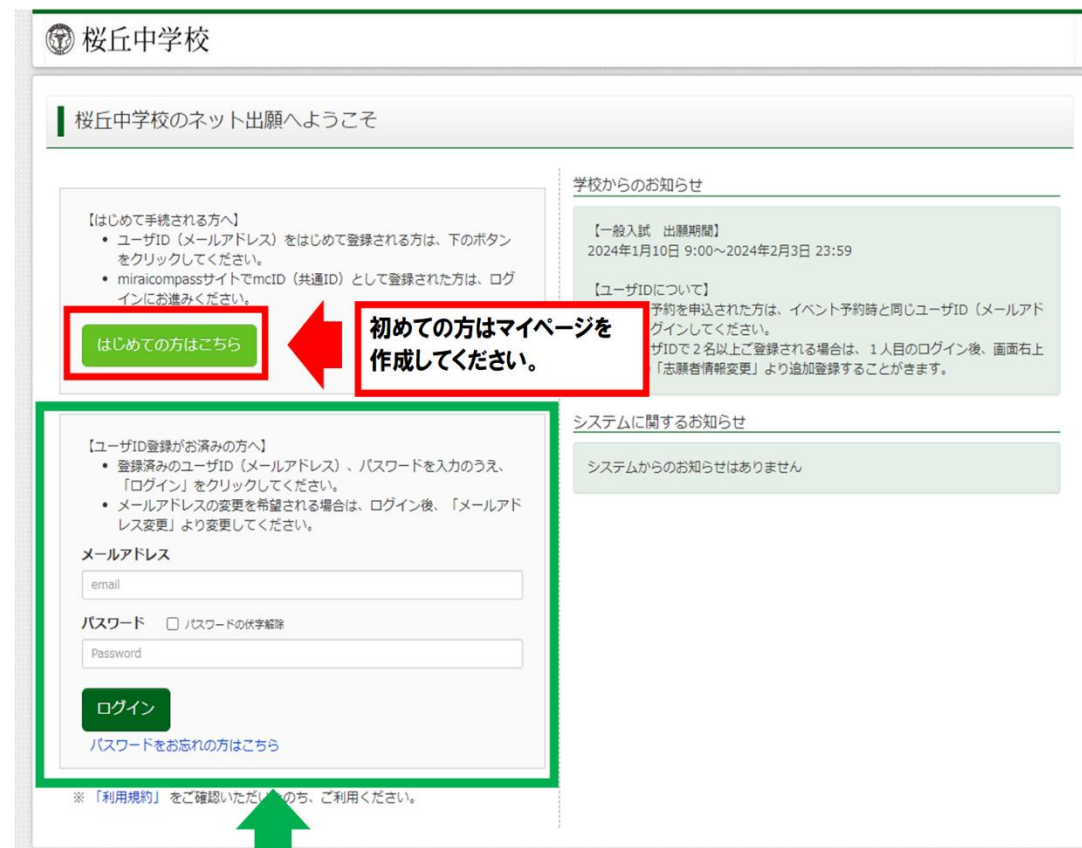 桜丘中学校
桜丘中学校のネット出願へようこそ
【はじめて手続される方へ】
• ユーザID（メールアドレス）をはじめて登録される方は、下のボタン
をクリックしてください。
• miraicompassサイトでmcID（共通ID）として登録された方は、ログ
インにお進みください。
はじめての方はこちら
初めての方はマイページを
作成してください。
【ユーザID登録がお済みの方へ】
• 登録済みのユーザID（メールアドレス）、パスワードを入力のうえ、
「ログイン」をクリックしてください。
• メールアドレスの変更を希望される場合は、ログイン後、「メールアド
レス変更」より変更してください。
メールアドレス
email
パスワード パスワードの伏字解除
Password
ログイン
パスワードをお忘れの方はこちら
※ 「利用規約」 をご確認いただいたのち、ご利用ください。
学校からのお知らせ
【一般入試 出願期間】
2024年1月10日 9:00～2024年2月3日 23:59
【ユーザIDについて】
予約を申込された方は、イベント予約時と同じユーザID（メールアド
グインしてください。
ザIDで２名以上ご登録される場合は、１人目のログイン後、画面右上
「志願者情報変更」より追加登録することがきます。
システムに関するお知らせ
システムからのお知らせはありません